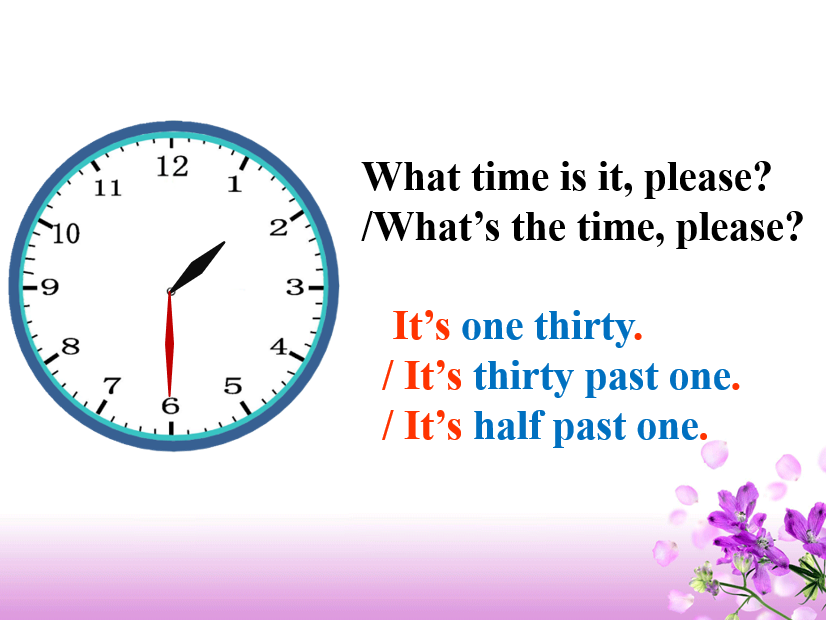 12
11
1
10
2
9
3
8
4
7
5
6
What time is it, please?
/What’s the time, please?
It’s one thirty.
/ It’s thirty past one.
/ It’s half past one.